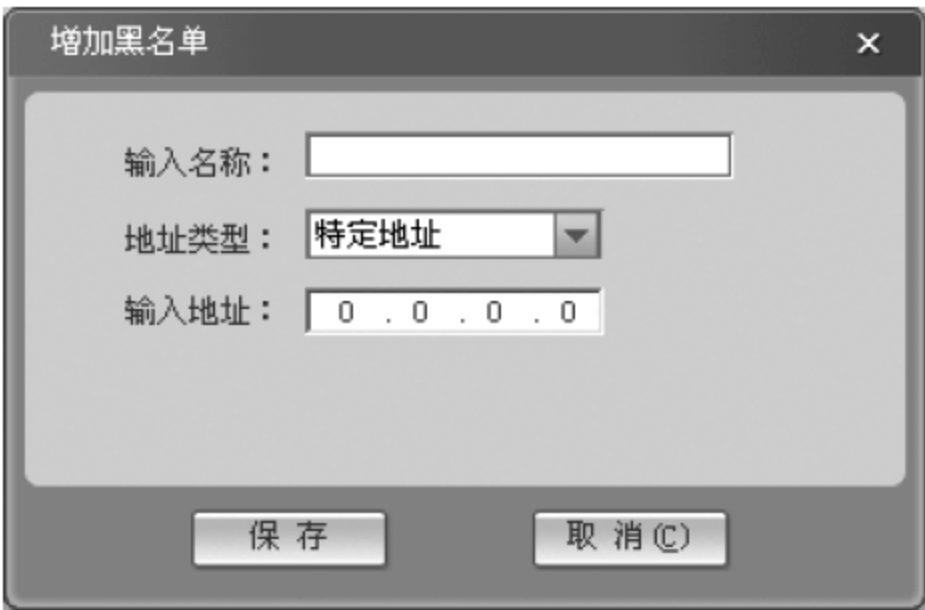 增加黑名单 ×
输入名称：
地址类型： 特定地址
输入地址： 0 . 0 . 0 . 0
保 存 取 消(C)